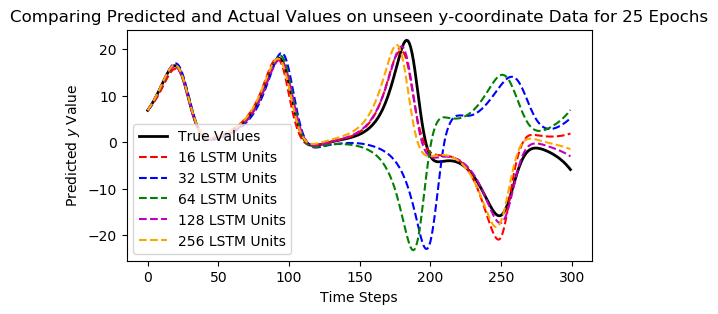 Comparing Predicted and Actual Values on unseen y-coordinate Data for 25 Epochs
Predicted y Value
20
10
0
−10
−20
True Values
16 LSTM Units
32 LSTM Units
64 LSTM Units
128 LSTM Units
256 LSTM Units
0 50 100 150 200 250 300
Time Steps